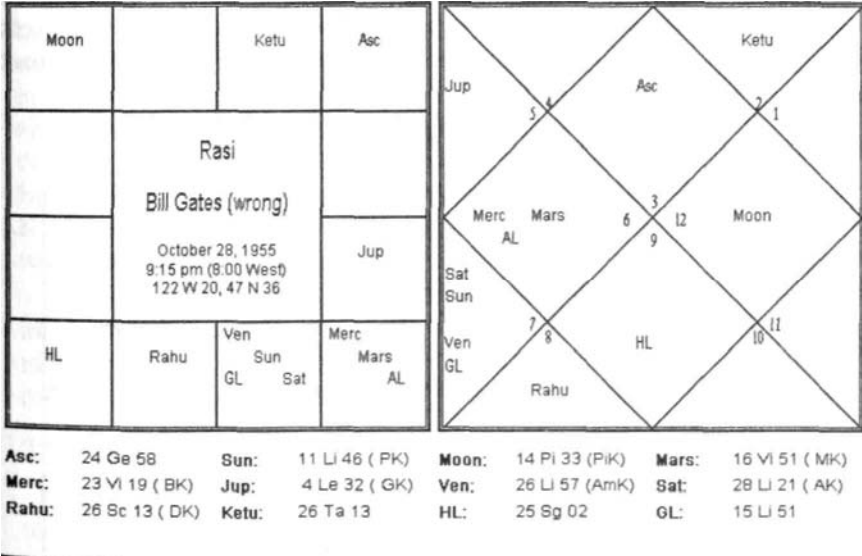 Moon Ketu Asc
Rasi
Bill Gates (wrong)
October 28, 1955
9:15 pm (8:00 West)
122 W 20, 47 N 36
Jup
HL Rahu
Ven
Sun
GL Sat
Merc
Mars
AL
Ketu
Jup
Asc
4
5
2
1
3
6
12
9
Merc Mars
AL
Moon
Sat
Sun
Ven
GL
7
8
HL
11
10
Rahu
Asc: 24 Ge 58 Sun: 11 Li 46 ( PK) Moon: 14 Pi 33 (PiK) Mars: 16 Vi 51 ( MK)
Merc: 23 Vi 19 ( BK) Jup: 4 Le 32 ( GK) Ven: 26 Li 57 (AmK) Sat: 28 Li 21 ( AK)
Rahu: 26 Sc 13 ( DK) Ketu: 26 Ta 13 HL: 25 Sg 02 GL: 15 Li 51